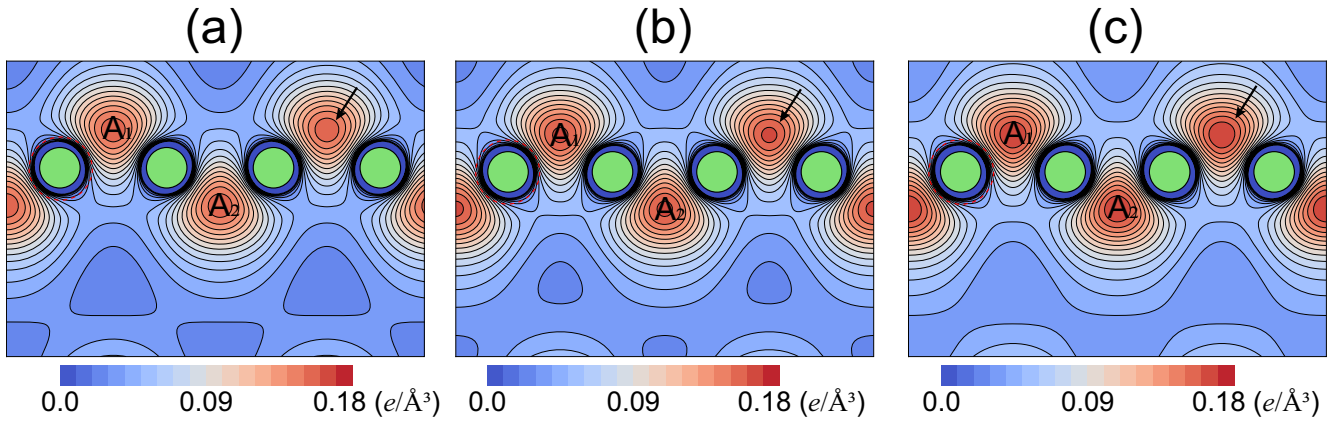 (a) (b) (c)
A₁ A₁ A₁
A₂ A₂ A₂
0.0 0.09 0.18 (e/Å³) 0.0 0.09 0.18 (e/Å³) 0.0 0.09 0.18 (e/Å³)